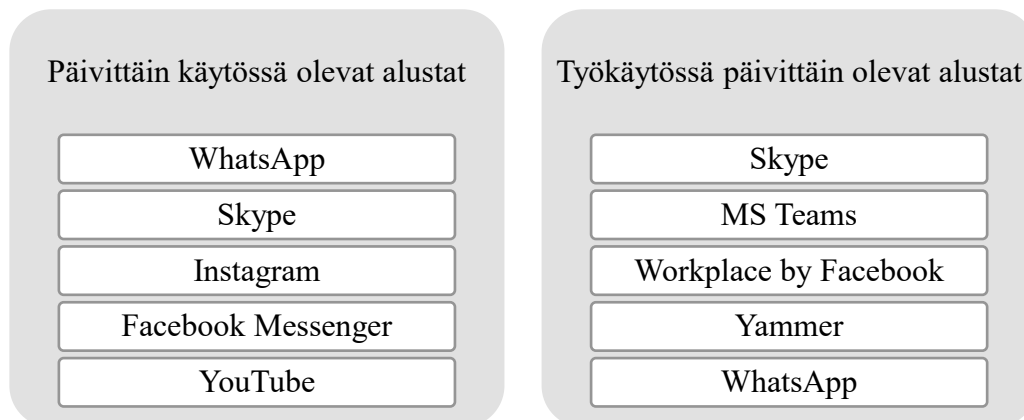 Päivittäin käytössä olevat alustat
WhatsApp
Skype
Instagram
Facebook Messenger
YouTube
Työkäytössä päivittäin olevat alustat
Skype
MS Teams
Workplace by Facebook
Yammer
WhatsApp